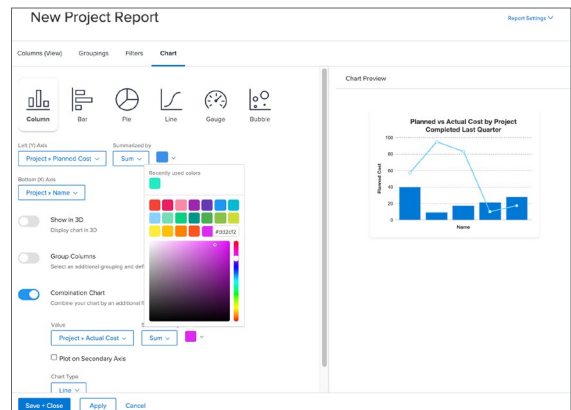 New Project Report
Report Settings
Columns (View) Groupings Filters Chart
Column Bar Pie Line Gauge Bubble
Left (Y) Axis Summarized by
Project » Planned Cost Sum
Bottom (X) Axis
Project » Name
Recently used colors
Show in 3D
Display chart in 3D
Group Columns
Select an additional grouping and def
Combination Chart
Combine your chart by an additional
Value
Project » Actual Cost Sum
Plot on Secondary Axis
Chart Type
Line
Save + Close Apply Cancel
Chart Preview
Planned vs Actual Cost by Project
Completed Last Quarter
Planned Cost
100
80
60
40
20
0
Name